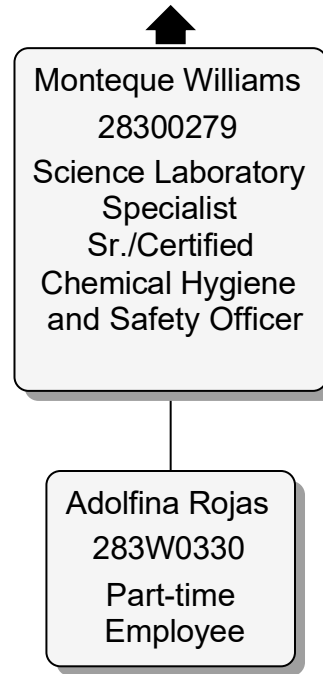 Monteque Williams
28300279
Science Laboratory
Specialist
Sr./Certified
Chemical Hygiene
and Safety Officer
Adolfina Rojas
283W0330
Part-time
Employee